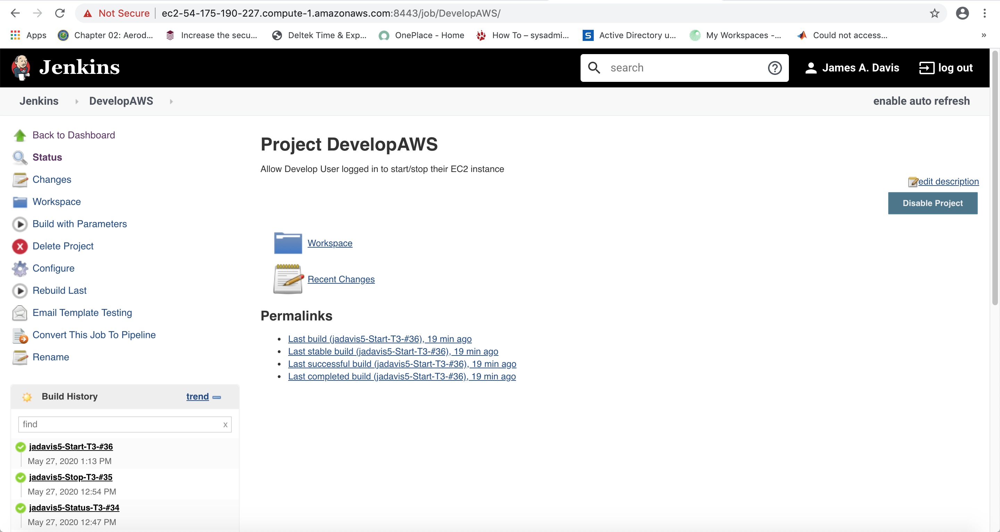 Not Secure ec2-54-175-190-227.compute-1.amazonaws.com:8443/job/DevelopAWS/
Apps Chapter 02: Aerod... Increase the secu... Deltek Time & Exp... OnePlace - Home How To – sysadmi... Active Directory u... My Workspaces -... Could not access... »
Jenkins search James A. Davis log out
Jenkins DevelopAWS enable auto refresh
Back to Dashboard
Status
Changes
Workspace
Build with Parameters
Delete Project
Configure
Rebuild Last
Email Template Testing
Convert This Job To Pipeline
Rename
Project DevelopAWS
Allow Develop User logged in to start/stop their EC2 instance
edit description
Disable Project
Workspace
Recent Changes
Permalinks
Last build (jadavis5-Start-T3-#36), 19 min ago
Last stable build (jadavis5-Start-T3-#36), 19 min ago
Last successful build (jadavis5-Start-T3-#36), 19 min ago
Last completed build (jadavis5-Start-T3-#36), 19 min ago
Build History trend
find x
jadavis5-Start-T3-#36
May 27, 2020 1:13 PM
jadavis5-Stop-T3-#35
May 27, 2020 12:54 PM
jadavis5-Status-T3-#34
May 27, 2020 12:47 PM